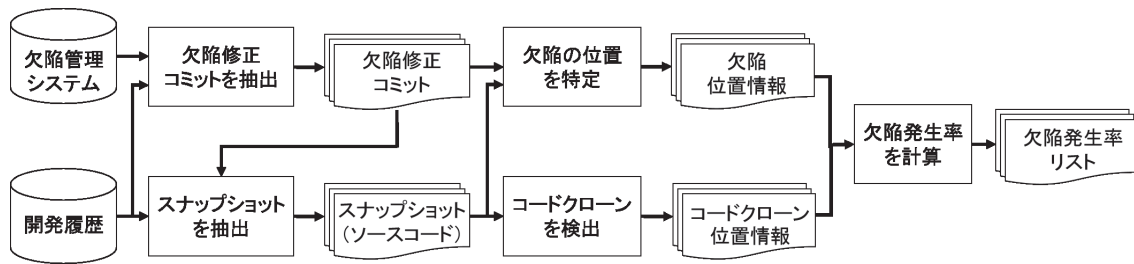 欠陥管理
システム
欠陥修正
コミットを抽出
欠陥修正
コミット
欠陥の位置
を特定
欠陥
位置情報
欠陥発生率
を計算
欠陥発生率
リスト
開発履歴
スナップショット
を抽出
スナップショット
（ソースコード）
コードクローン
を検出
コードクローン
位置情報